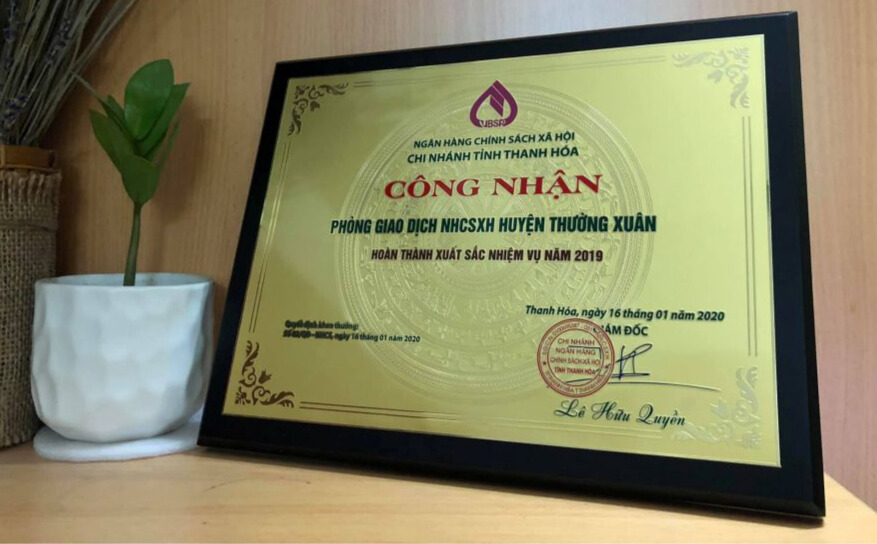 VBSP
NGÂN HÀNG CHÍNH SÁCH XÃ HỘI
CHI NHÁNH TỈNH THANH HÓA
CÔNG NHẬN
PHÒNG GIAO DỊCH NHCSXH HUYỆN THƯỜNG XUÂN
HOÀN THÀNH XUẤT SẮC NHIỆM VỤ NĂM 2019
Thanh Hóa, ngày 16 tháng 01 năm 2020
GIÁM ĐỐC
Quyết định khen thưởng:
ngày 16 tháng 01 năm 2020
CHI NHÁNH
NGÂN HÀNG
CHÍNH SÁCH XÃ HỘI
TỈNH THANH HÓA
Lê Hữu Quyền